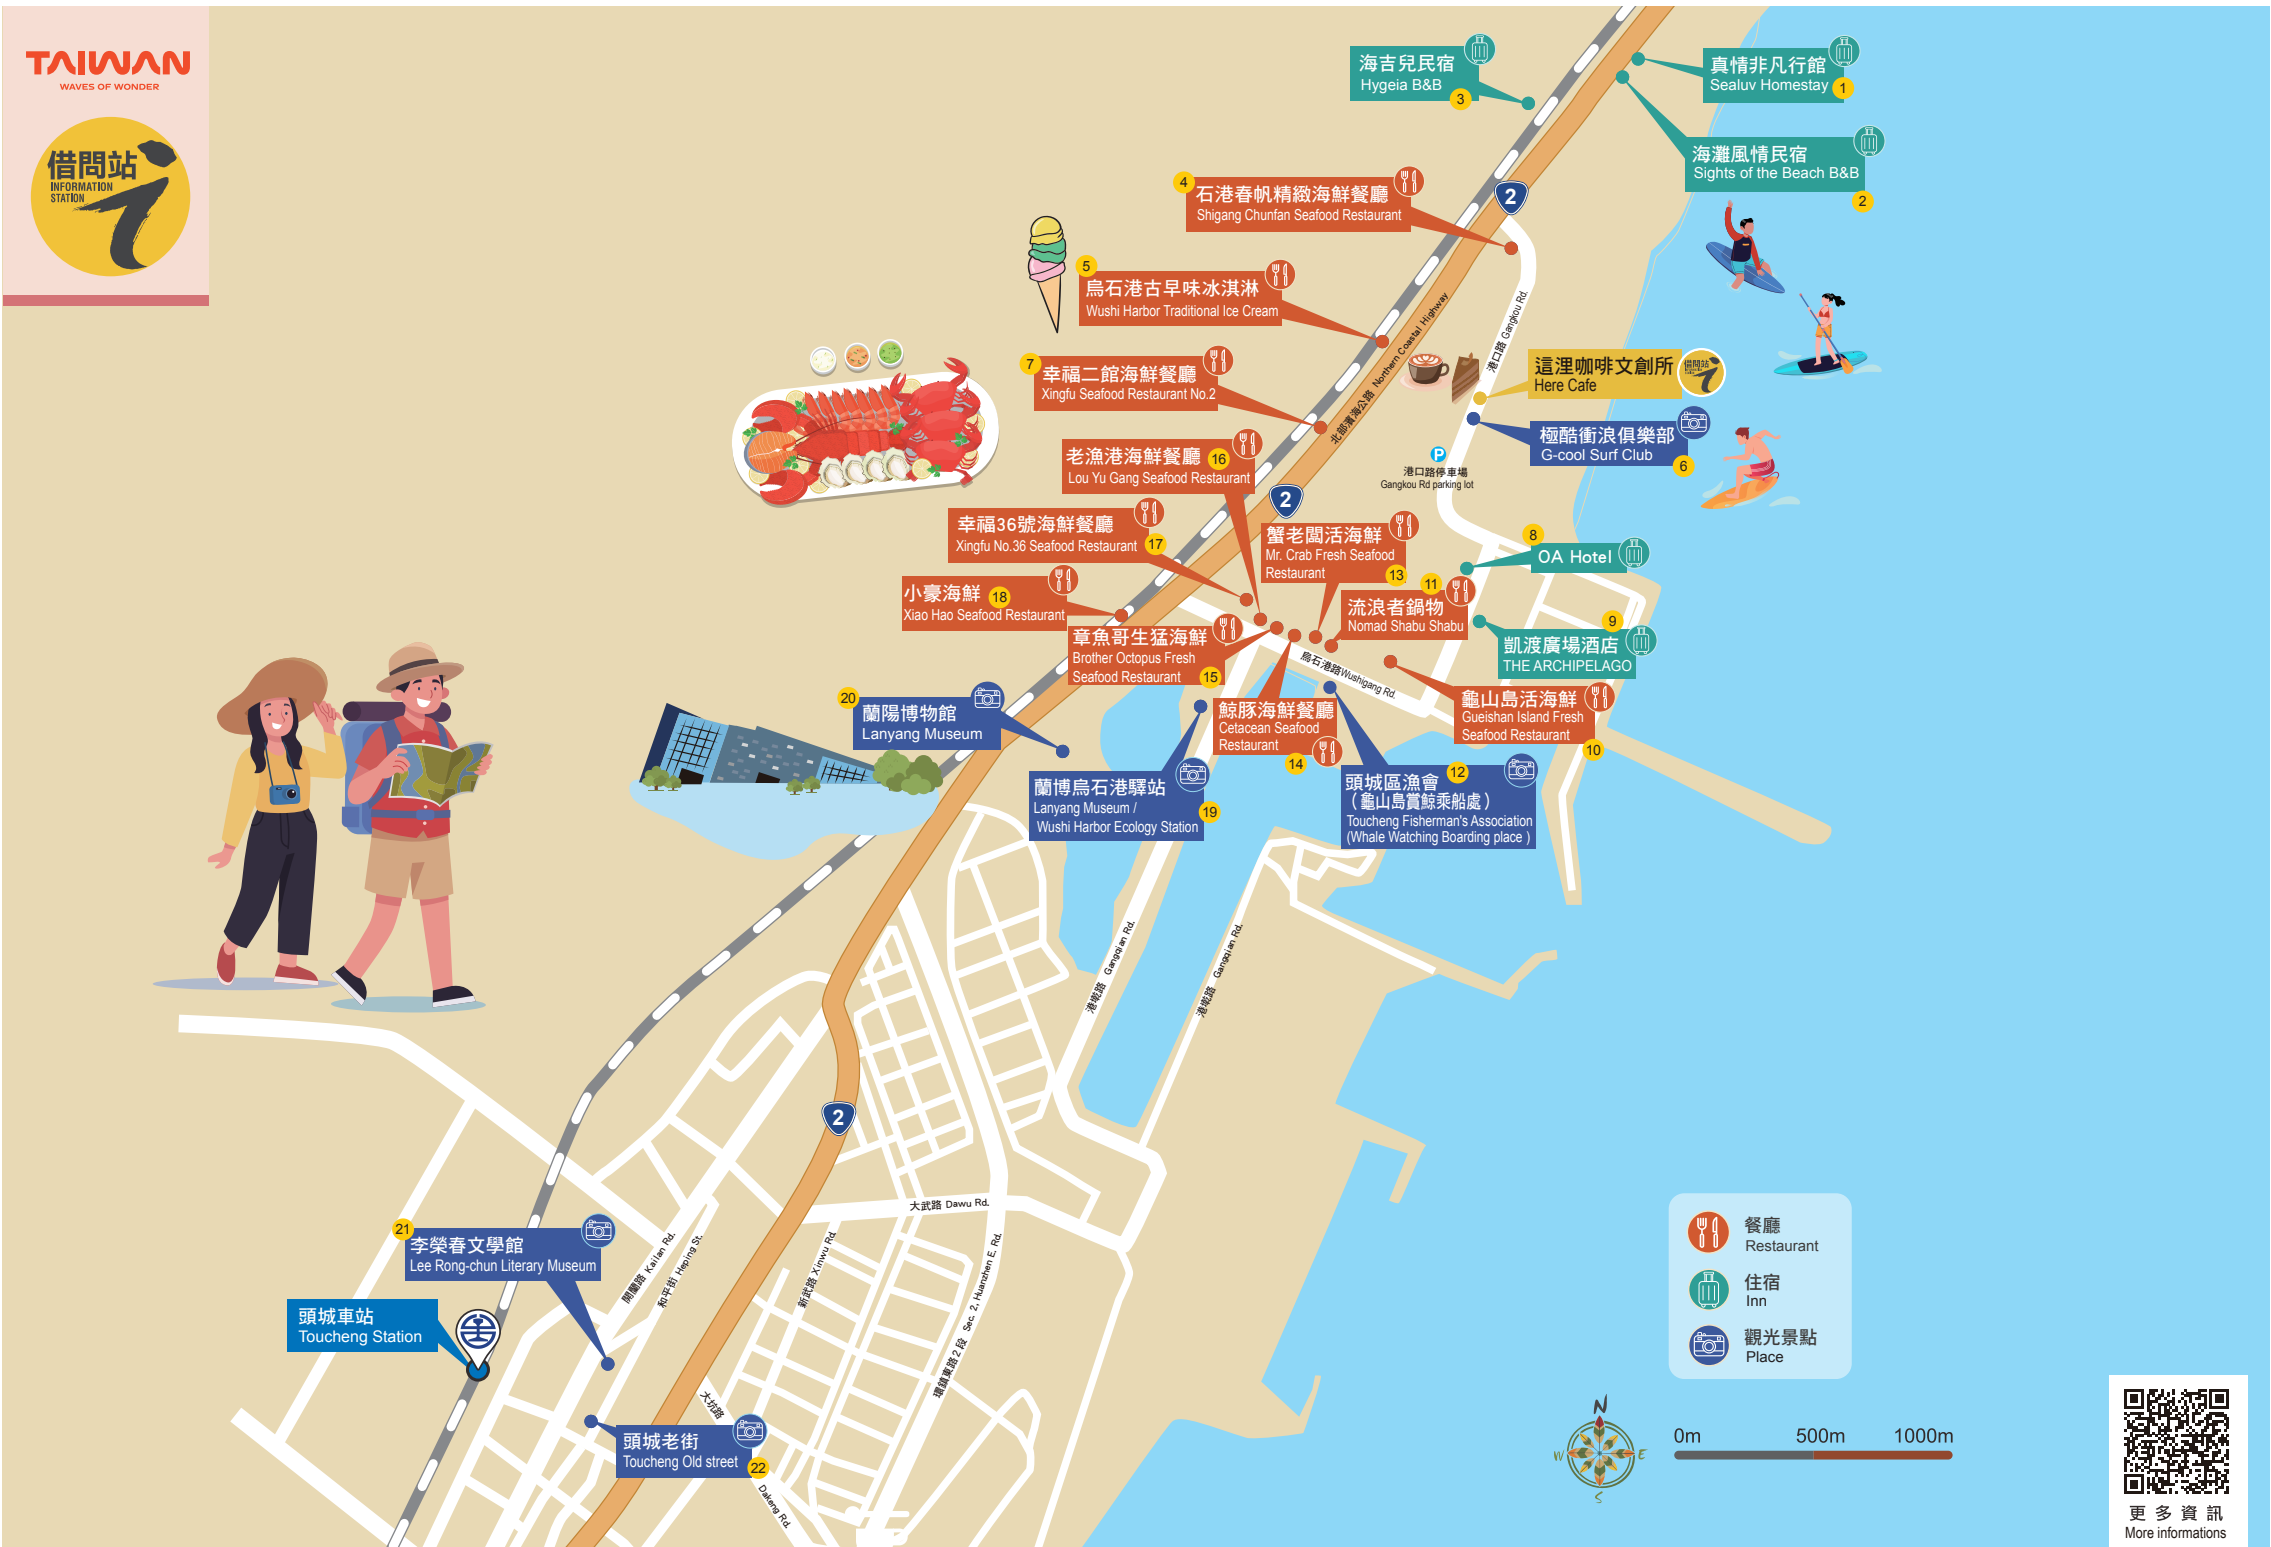 TAIWAN
WAVES OF WONDER
借問站
INFORMATION
STATION
海吉兒民宿
Hygeia B&B
3
真情非凡行館
Sealuv Homestay
1
海灘風情民宿
Sights of the Beach B&B
2
4
石港春帆精緻海鮮餐廳
Shigang Chunfan Seafood Restaurant
2
5
烏石港古早味冰淇淋
Wushi Harbor Traditional Ice Cream
7
幸福二館海鮮餐廳
Xingfu Seafood Restaurant No.2
北部濱海公路 Northern Coastal Highway
港口路 Gangkou Rd.
這浬咖啡文創所
Here Cafe
借問站
極酷衝浪俱樂部
G-cool Surf Club
6
P
港口路停車場
Gangkou Rd parking lot
老漁港海鮮餐廳
16
Lou Yu Gang Seafood Restaurant
2
幸福36號海鮮餐廳
Xingfu No.36 Seafood Restaurant
17
蟹老闆活海鮮
Mr. Crab Fresh Seafood
Restaurant
13
8
OA Hotel
小豪海鮮
18
Xiao Hao Seafood Restaurant
11
流浪者鍋物
Nomad Shabu Shabu
9
凱渡廣場酒店
THE ARCHIPELAGO
章魚哥生猛海鮮
Brother Octopus Fresh
Seafood Restaurant
15
烏石港路Wushigang Rd.
20
蘭陽博物館
Lanyang Museum
鯨豚海鮮餐廳
Cetacean Seafood
Restaurant
14
龜山島活海鮮
Gueishan Island Fresh
Seafood Restaurant
10
蘭博烏石港驛站
Lanyang Museum /
Wushi Harbor Ecology Station
19
頭城區漁會
12
（龜山島賞鯨乘船處）
Toucheng Fisherman's Association
(Whale Watching Boarding place )
港墘路 Gangqian Rd.
港墘路 Gangqian Rd.
2
大武路 Dawu Rd.
21
李榮春文學館
Lee Rong-chun Literary Museum
開蘭路 Kailan Rd.
和平街 Heping St.
新武路 Xinwu Rd.
環鎮東路2段 Sec. 2, Huanzhen E. Rd.
頭城車站
Toucheng Station
大坑路
Dakeng Rd.
頭城老街
Toucheng Old street
22
餐廳
Restaurant
住宿
Inn
觀光景點
Place
N
W
E
S
0m
500m
1000m
更多資訊
More informations